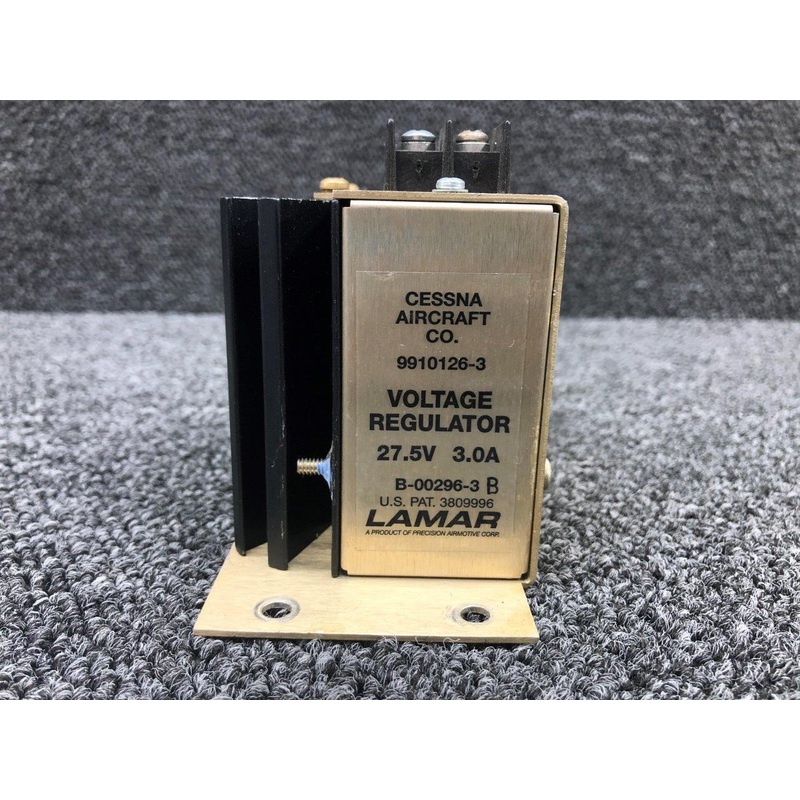 CESSNA
AIRCRAFT
CO.
9910126-3
VOLTAGE
REGULATOR
27.5V 3.0A
B-00296-3 B
U.S. PAT. 3809996
LAMAR
A PRODUCT OF PRECISION AIRMOTIVE CORP.